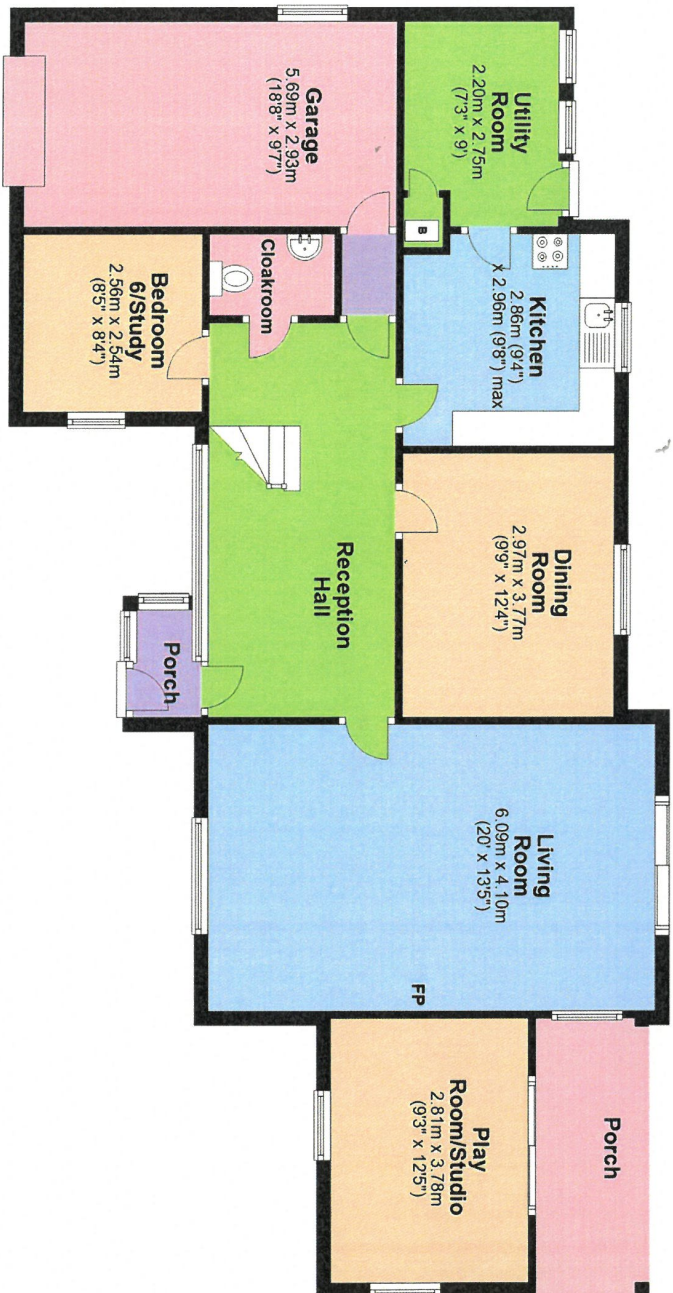 Utility
Room
2.20m x 2.75m
(7'3" x 9')
Garage
5.69m x 2.93m
(18'8" x 9'7")
B
Kitchen
2.86m (9'4")
x 2.96m (9'8") max
Cloakroom
Bedroom
6/Study
2.56m x 2.54m
(8'5" x 8'4")
Dining
Room
2.97m x 3.77m
(9'9" x 12'4")
Reception
Hall
Porch
Living
Room
6.09m x 4.10m
(20' x 13'5")
FP
Porch
Play
Room/Studio
2.81m x 3.78m
(9'3" x 12'5")